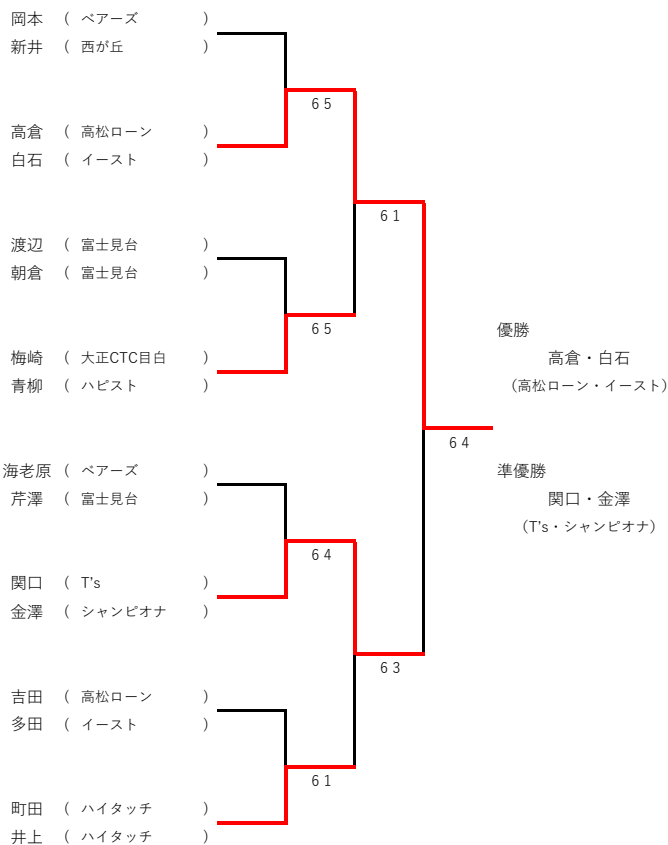 岡本 ( ベアーズ )
新井 ( 西が丘 )
6 5
高倉 ( 高松ローン )
白石 ( イースト )
6 1
渡辺 ( 富士見台 )
朝倉 ( 富士見台 )
6 5
梅崎 ( 大正CTC目白 )
青柳 ( ハピスト )
優勝
高倉・白石
（高松ローン・イースト）
6 4
準優勝
関口・金澤
（T’s・シャンピオナ）
海老原 ( ベアーズ )
芹澤 ( 富士見台 )
6 4
関口 ( T’s )
金澤 ( シャンピオナ )
6 3
吉田 ( 高松ローン )
多田 ( イースト )
6 1
町田 ( ハイタッチ )
井上 ( ハイタッチ )